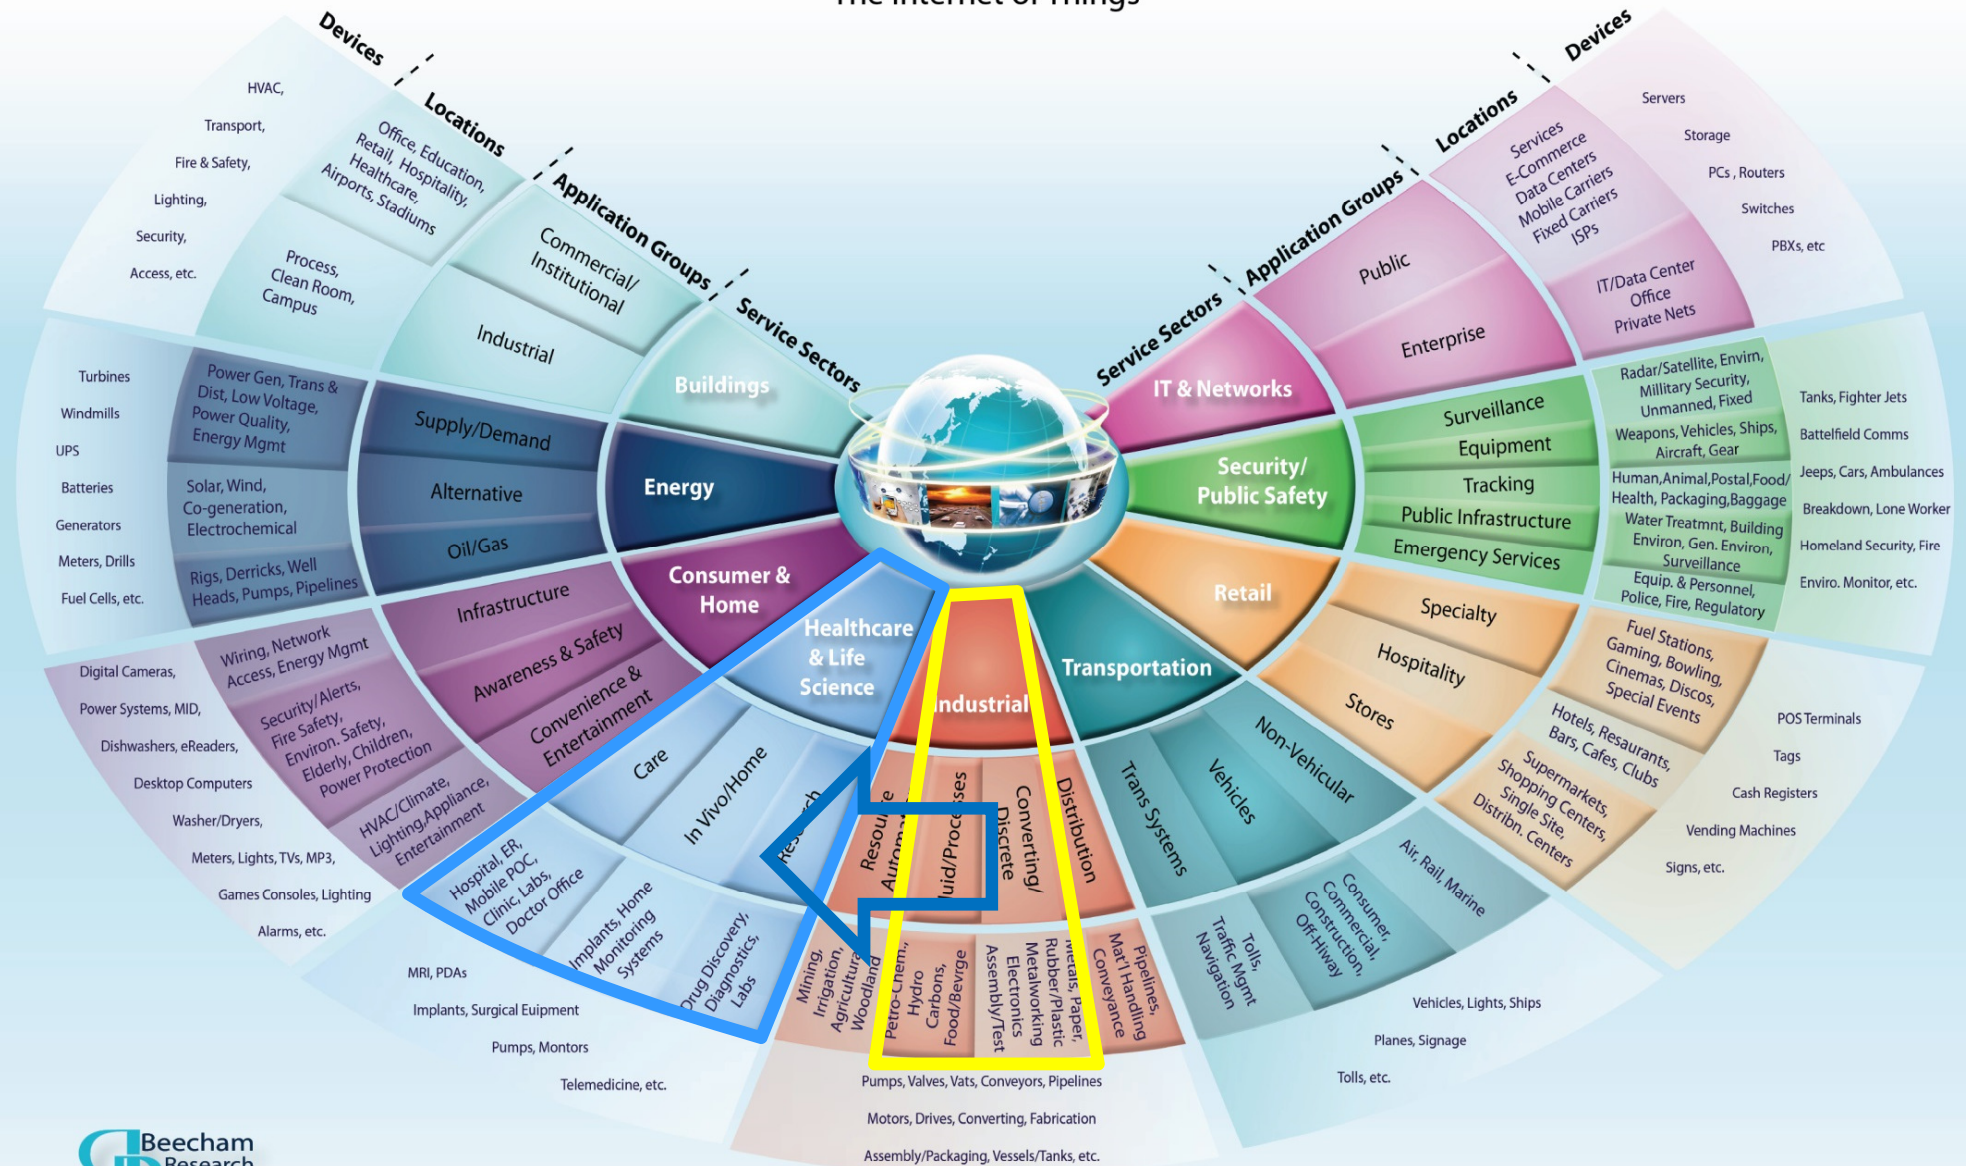 The Internet of Things
Devices
Locations
Application Groups
Service Sectors
HVAC,
Transport,
Fire & Safety,
Lighting,
Security,
Access, etc.
Office, Education,
Retail, Hospitality,
Healthcare,
Airports, Stadiums
Process,
Clean Room,
Campus
Commercial/
Institutional
Industrial
Buildings
Turbines
Windmills
UPS
Batteries
Generators
Meters, Drills
Fuel Cells, etc.
Power Gen, Trans &
Dist, Low Voltage,
Power Quality,
Energy Mgmt
Solar, Wind,
Co-generation,
Electrochemical
Rigs, Derricks, Well
Heads, Pumps, Pipelines
Supply/Demand
Alternative
Oil/Gas
Energy
Digital Cameras,
Power Systems, MID,
Dishwashers, eReaders,
Desktop Computers
Washer/Dryers,
Meters, Lights, TVs, MP3,
Games Consoles, Lighting
Alarms, etc.
Wiring, Network
Access, Energy Mgmt
Security/Alerts,
Fire Safety,
Environ. Safety,
Elderly, Children,
Power Protection
HVAC/Climate,
Lighting,Appliance,
Entertainment
Infrastructure
Awareness & Safety
Convenience &
Entertainment
Consumer &
Home
MRI, PDAs
Implants, Surgical Euipment
Pumps, Montors
Telemedicine, etc.
Hospital, ER,
Mobile POC,
Clinic, Labs,
Doctor Office
Implants, Home
Monitoring
Systems
Drug Discovery,
Diagnostics,
Labs
Care
In Vivo/Home
Healthcare
& Life
Science
Industrial
Resource
Converting/
Discrete
Distribution
Mining,
Irrigation,
Agricultural
Woodland
Petro-Chem.,
Hydro
Carbons,
Food/Bevrge
Metals, Paper,
Rubber/Plastic
Metalworking
Electronics
Assembly/Test
Pipelines,
Mat'l Handling
Conveyance
Pumps, Valves, Vats, Conveyors, Pipelines
Motors, Drives, Converting, Fabrication
Assembly/Packaging, Vessels/Tanks, etc.
Transportation
Trans Systems
Vehicles
Non-Vehicular
Tolls,
Traffic Mgmt
Navigation
Consumer,
Commercial,
Construction,
Off-Hway
Air, Rail, Marine
Vehicles, Lights, Ships
Planes, Signage
Tolls, etc.
Retail
Specialty
Hospitality
Stores
Fuel Stations,
Gaming, Bowling,
Cinemas, Discos,
Special Events
Hotels, Resaurants,
Bars, Cafes, Clubs
Supermarkets,
Shopping Centers,
Single Site,
Distribn. Centers
POS Terminals
Tags
Cash Registers
Vending Machines
Signs, etc.
Security/
Public Safety
Surveillance
Equipment
Tracking
Public Infrastructure
Emergency Services
Radar/Satellite, Envirn,
Millitary Security,
Unmanned, Fixed
Weapons, Vehicles, Ships,
Aircraft, Gear
Human,Animal,Postal,Food/
Health, Packaging,Baggage
Water Treatmnt, Building
Environ, Gen. Environ,
Surveillance
Equip. & Personnel,
Police, Fire, Regulatory
Tanks, Fighter Jets
Battelfield Comms
Jeeps, Cars, Ambulances
Breakdown, Lone Worker
Homeland Security, Fire
Enviro. Monitor, etc.
IT & Networks
Public
Enterprise
Services
E-Commerce
Data Centers
Mobile Carriers
Fixed Carriers
ISPs
IT/Data Center
Office
Private Nets
Servers
Storage
PCs , Routers
Switches
PBXs, etc
Service Sectors
Application Groups
Locations
Devices
Beecham
Research